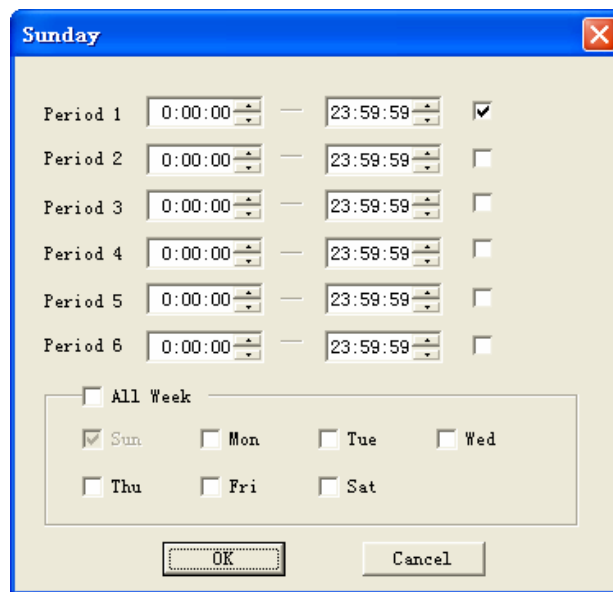 Sunday
Period 1 0:00:00 — 23:59:59
Period 2 0:00:00 — 23:59:59
Period 3 0:00:00 — 23:59:59
Period 4 0:00:00 — 23:59:59
Period 5 0:00:00 — 23:59:59
Period 6 0:00:00 — 23:59:59
All Week
Sun Mon Tue Wed
Thu Fri Sat
OK Cancel